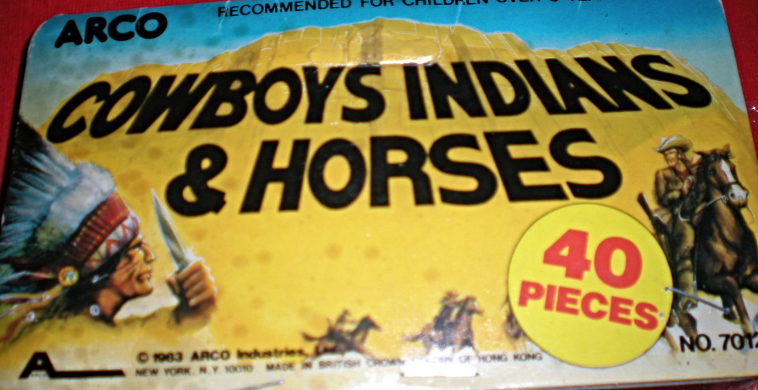 RECOMMENDED FOR CHILDREN OVER
ARCO
COWBOYS INDIANS
& HORSES
40
PIECES
NO. 7012
A
© 1983 ARCO Industries,
NEW YORK, N.Y. 10010 MADE IN BRITISH CROWN OF HONG KONG